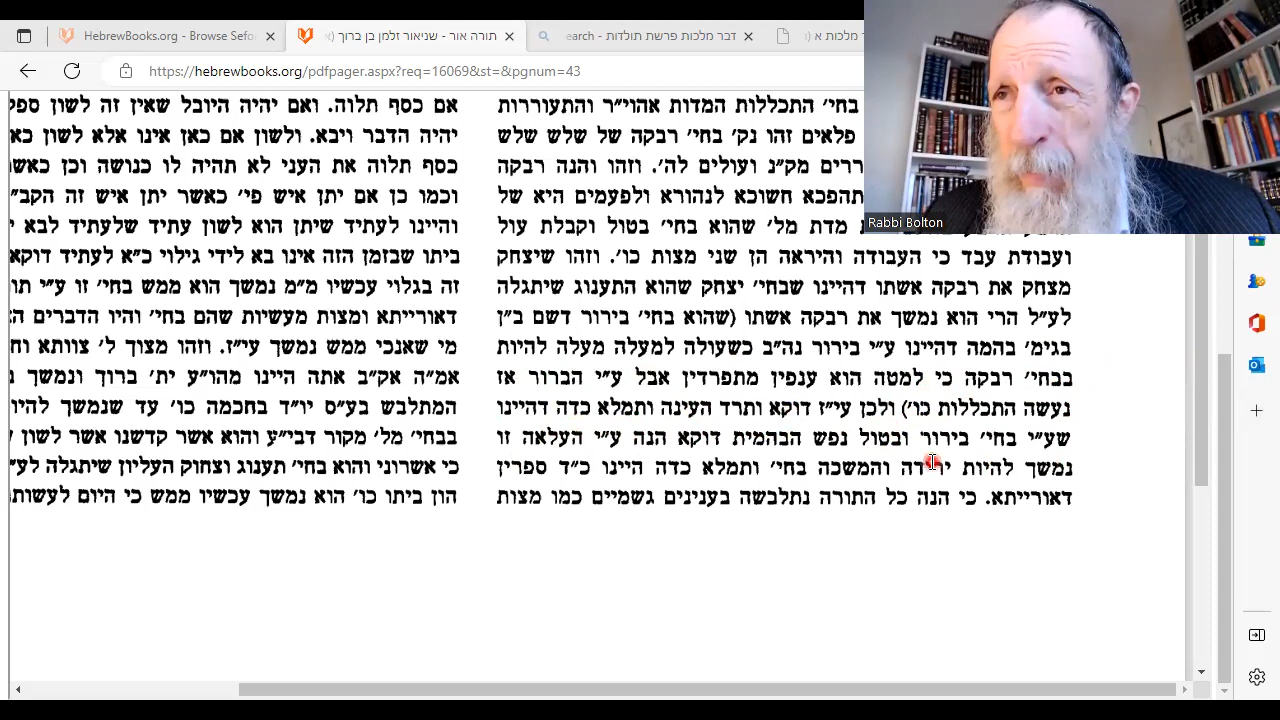 HebrewBooks.org - Browse Sefo
תורה אור - שניאור זלמן בן ברוך (א
דבר מלכות פרשת תולדות - earch
ר מלכות א (
https://hebrewbooks.org/pdfpager.aspx?req=16069&st=&pgnum=43
Rabbi Bolton
בחי׳ התכללות המדות אהוי״ר והתעוררות
פלאים זהו נק׳ בחי׳ רבקה של שלש שלש
ררים מק״נ ועולים לה׳. וזהו והנה רבקה
תהפכא חשוכא לנהורא ולפעמים היא של
מדת מל׳ שהוא בחי׳ בטול וקבלת עול
ועבודת עבד כי העבודה והיראה הן שני מצות כו׳. וזהו שיצחק
מצחק את רבקה אשתו דהיינו שבחי׳ יצחק שהוא התענוג שיתגלה
לע״ל הרי הוא נמשך את רבקה אשתו (שהוא בחי׳ בירור דשם ב״ן
בגימ׳ בהמה דהיינו ע״י בירור נה״ב כשעולה למעלה מעלה להיות
בבחי׳ רבקה כי למטה הוא ענפין מתפרדין אבל ע״י הברור אז
נעשה התכללות כו׳) ולכן עי״ז דוקא ותרד העינה ותמלא כדה דהיינו
שע״י בחי׳ בירור ובטול נפש הבהמית דוקא הנה ע״י העלאה זו
נמשך להיות ירידה והמשכה בחי׳ ותמלא כדה היינו כ״ד ספרין
דאורייתא. כי הנה כל התורה נתלבשה בענינים גשמיים כמו מצות
אם כסף תלוה. ואם יהיה היובל שאין זה לשון ספק
יהיה הדבר ויבא. ולשון אם כאן אינו אלא לשון כא
כסף תלוה את העני לא תהיה לו כנושה וכן כאשר
וכמו כן אם יתן איש פי׳ כאשר יתן איש זה הקב״
והיינו לעתיד שיתן הוא לשון עתיד שלעתיד לבא י
ביתו שבזמן הזה אינו בא לידי גילוי כ״א לעתיד דוקא
זה בגלוי עכשיו מ״מ נמשך הוא ממש בחי׳ זו ע״י תו
דאורייתא ומצות מעשיות שהם בחי׳ והיו הדברים הא
מי שאנכי ממש נמשך עי״ז. וזהו מצוך ל׳ צוותא וח
אמ״ה אק״ב אתה היינו מהו״ע ית׳ ברוך ונמשך
המתלבש בע״ס יו״ד בחכמה כו׳ עד שנמשך להיו
בבחי׳ מל׳ מקור דבי״ע והוא אשר קדשנו אשר לשון
כי אשרוני והוא בחי׳ תענוג וצחוק העליון שיתגלה לע״
הון ביתו כו׳ הוא נמשך עכשיו ממש כי היום לעשות